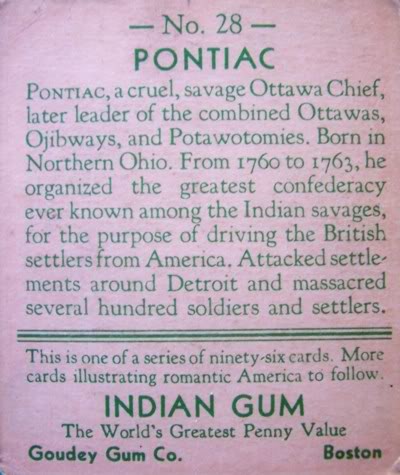 — No. 28 —
PONTIAC
PONTIAC, a cruel, savage Ottawa Chief,
later leader of the combined Ottawas,
Ojibways, and Potawotomies. Born in
Northern Ohio. From 1760 to 1763, he
organized the greatest confederacy
ever known among the Indian savages,
for the purpose of driving the British
settlers from America. Attacked settle-
ments around Detroit and massacred
several hundred soldiers and settlers.
This is one of a series of ninety-six cards. More
cards illustrating romantic America to follow.
INDIAN GUM
The World's Greatest Penny Value
Goudey Gum Co. Boston